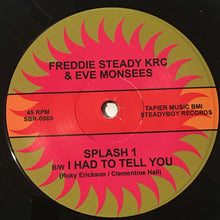 FREDDIE STEADY KRC
& EVE MONSEES
45 RPM
SBR-0060
TAPIER MUSIC BMI
STEADYBOY RECORDS
SPLASH 1
B/W I HAD TO TELL YOU
(Roky Erickson / Clementine Hall)